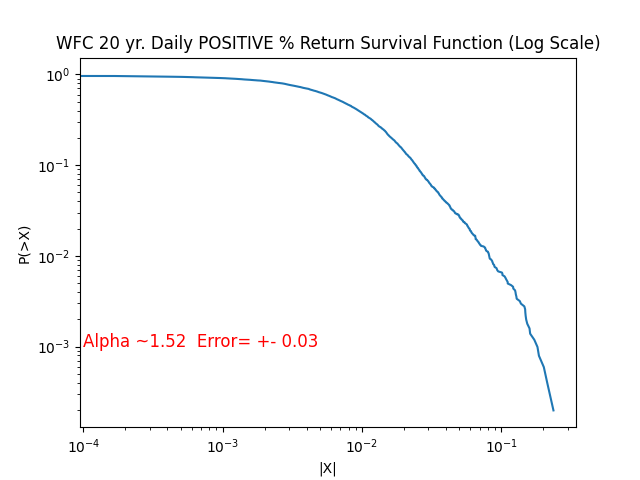 WFC 20 yr. Daily POSITIVE % Return Survival Function (Log Scale)
10⁰
10⁻¹
10⁻²
10⁻³
P(>X)
Alpha ~1.52  Error= +- 0.03
10⁻⁴ 10⁻³ 10⁻² 10⁻¹
|X|